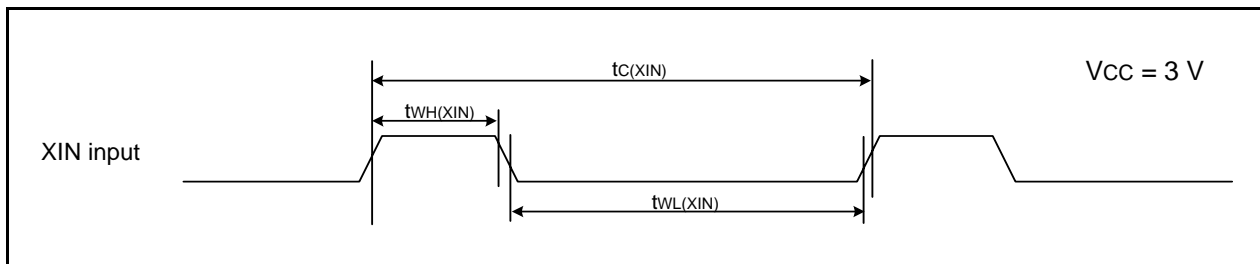 tC(XIN)
VCC = 3 V
tWH(XIN)
XIN input
tWL(XIN)